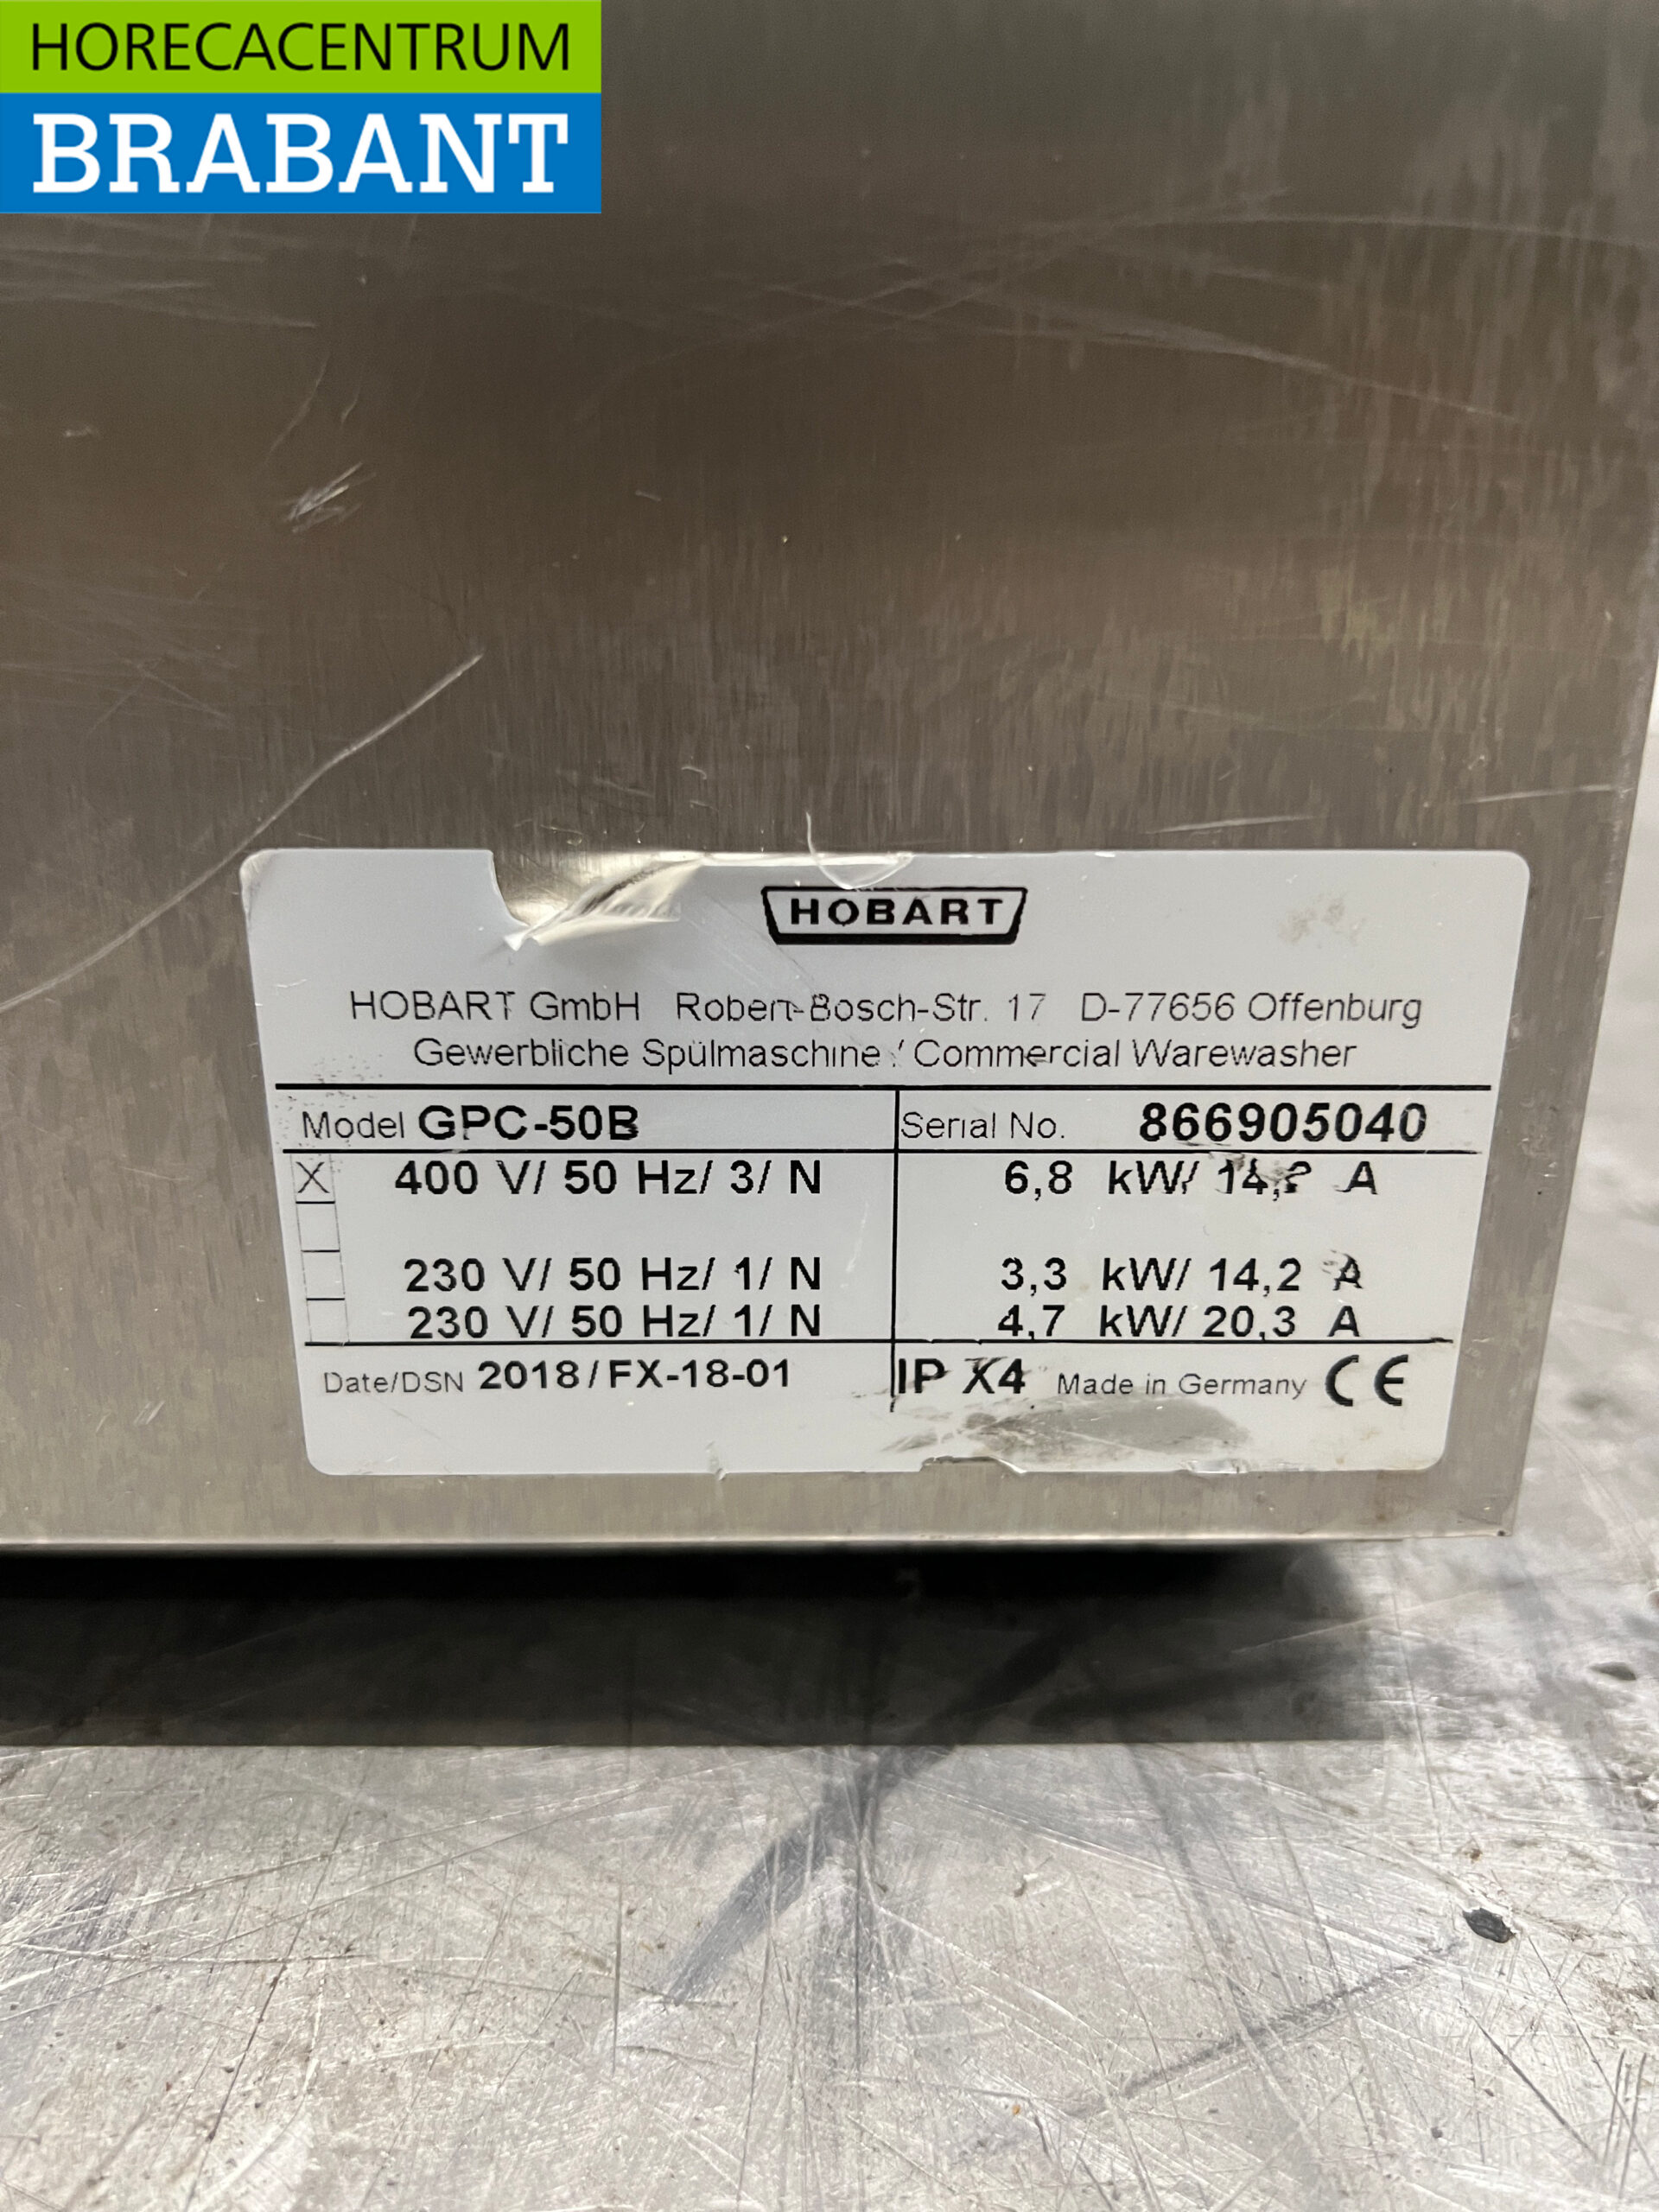 HORECACENTRUM
BRABANT
HOBART
HOBART GmbH Robert-Bosch-Str. 17 D-77656 Offenburg
Gewerbliche Spülmaschine / Commercial Warewasher
Model GPC-50B Serial No. 866905040
X 400 V/ 50 Hz/ 3/ N 6,8 kW/ A
230 V/ 50 Hz/ 1/ N 3,3 kW/ 14,2 A
230 V/ 50 Hz/ 1/ N 4,7 kW/ 20,3 A
Date/DSN 2018/FX-18-01 IP X4 Made in Germany CE